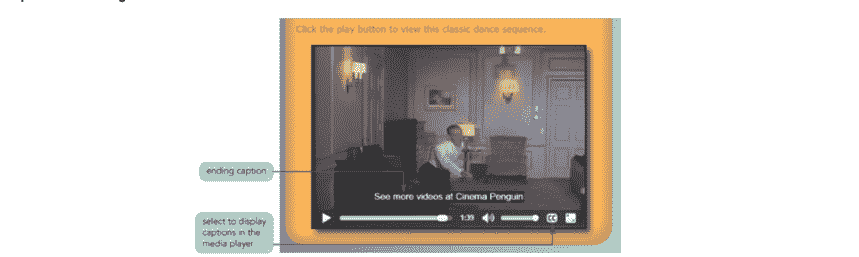 Click the play button to view this classic dance sequence.
ending caption
See more videos at Cinema Penguin
select to display
captions in the
media player
1:39
CC